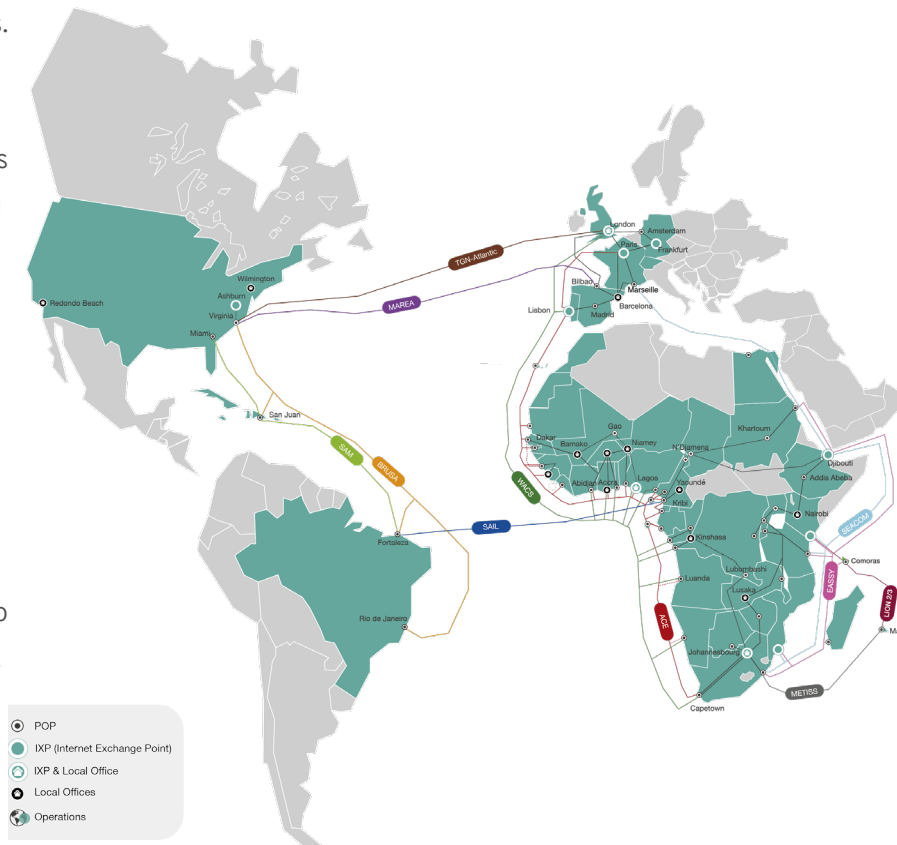 s.
s
TGN-Atlantic
MAREA
London
Amsterdam
Paris
Frankfurt
Wilmington
Ashburn
Redondo Beach
Virginia
Miami
Bilbao
Marseille
Barcelona
Lisbon
Madrid
San Juan
SAM
BRUSA
WACS
SAIL
Fortaleza
Rio de Janeiro
Dakar
Bamako
Gao
Niamey
N'Djamena
Khartoum
Djibouti
Addis Abeba
Abidjan
Accra
Lagos
Yaoundé
Kribi
Nairobi
SEACOM
Kinshasa
Comoras
Lubumbashi
EASSY
Luanda
Lusaka
LION 2/3
ACE
Johannesbourg
METISS
Capetown
POP
IXP (Internet Exchange Point)
IXP & Local Office
Local Offices
Operations